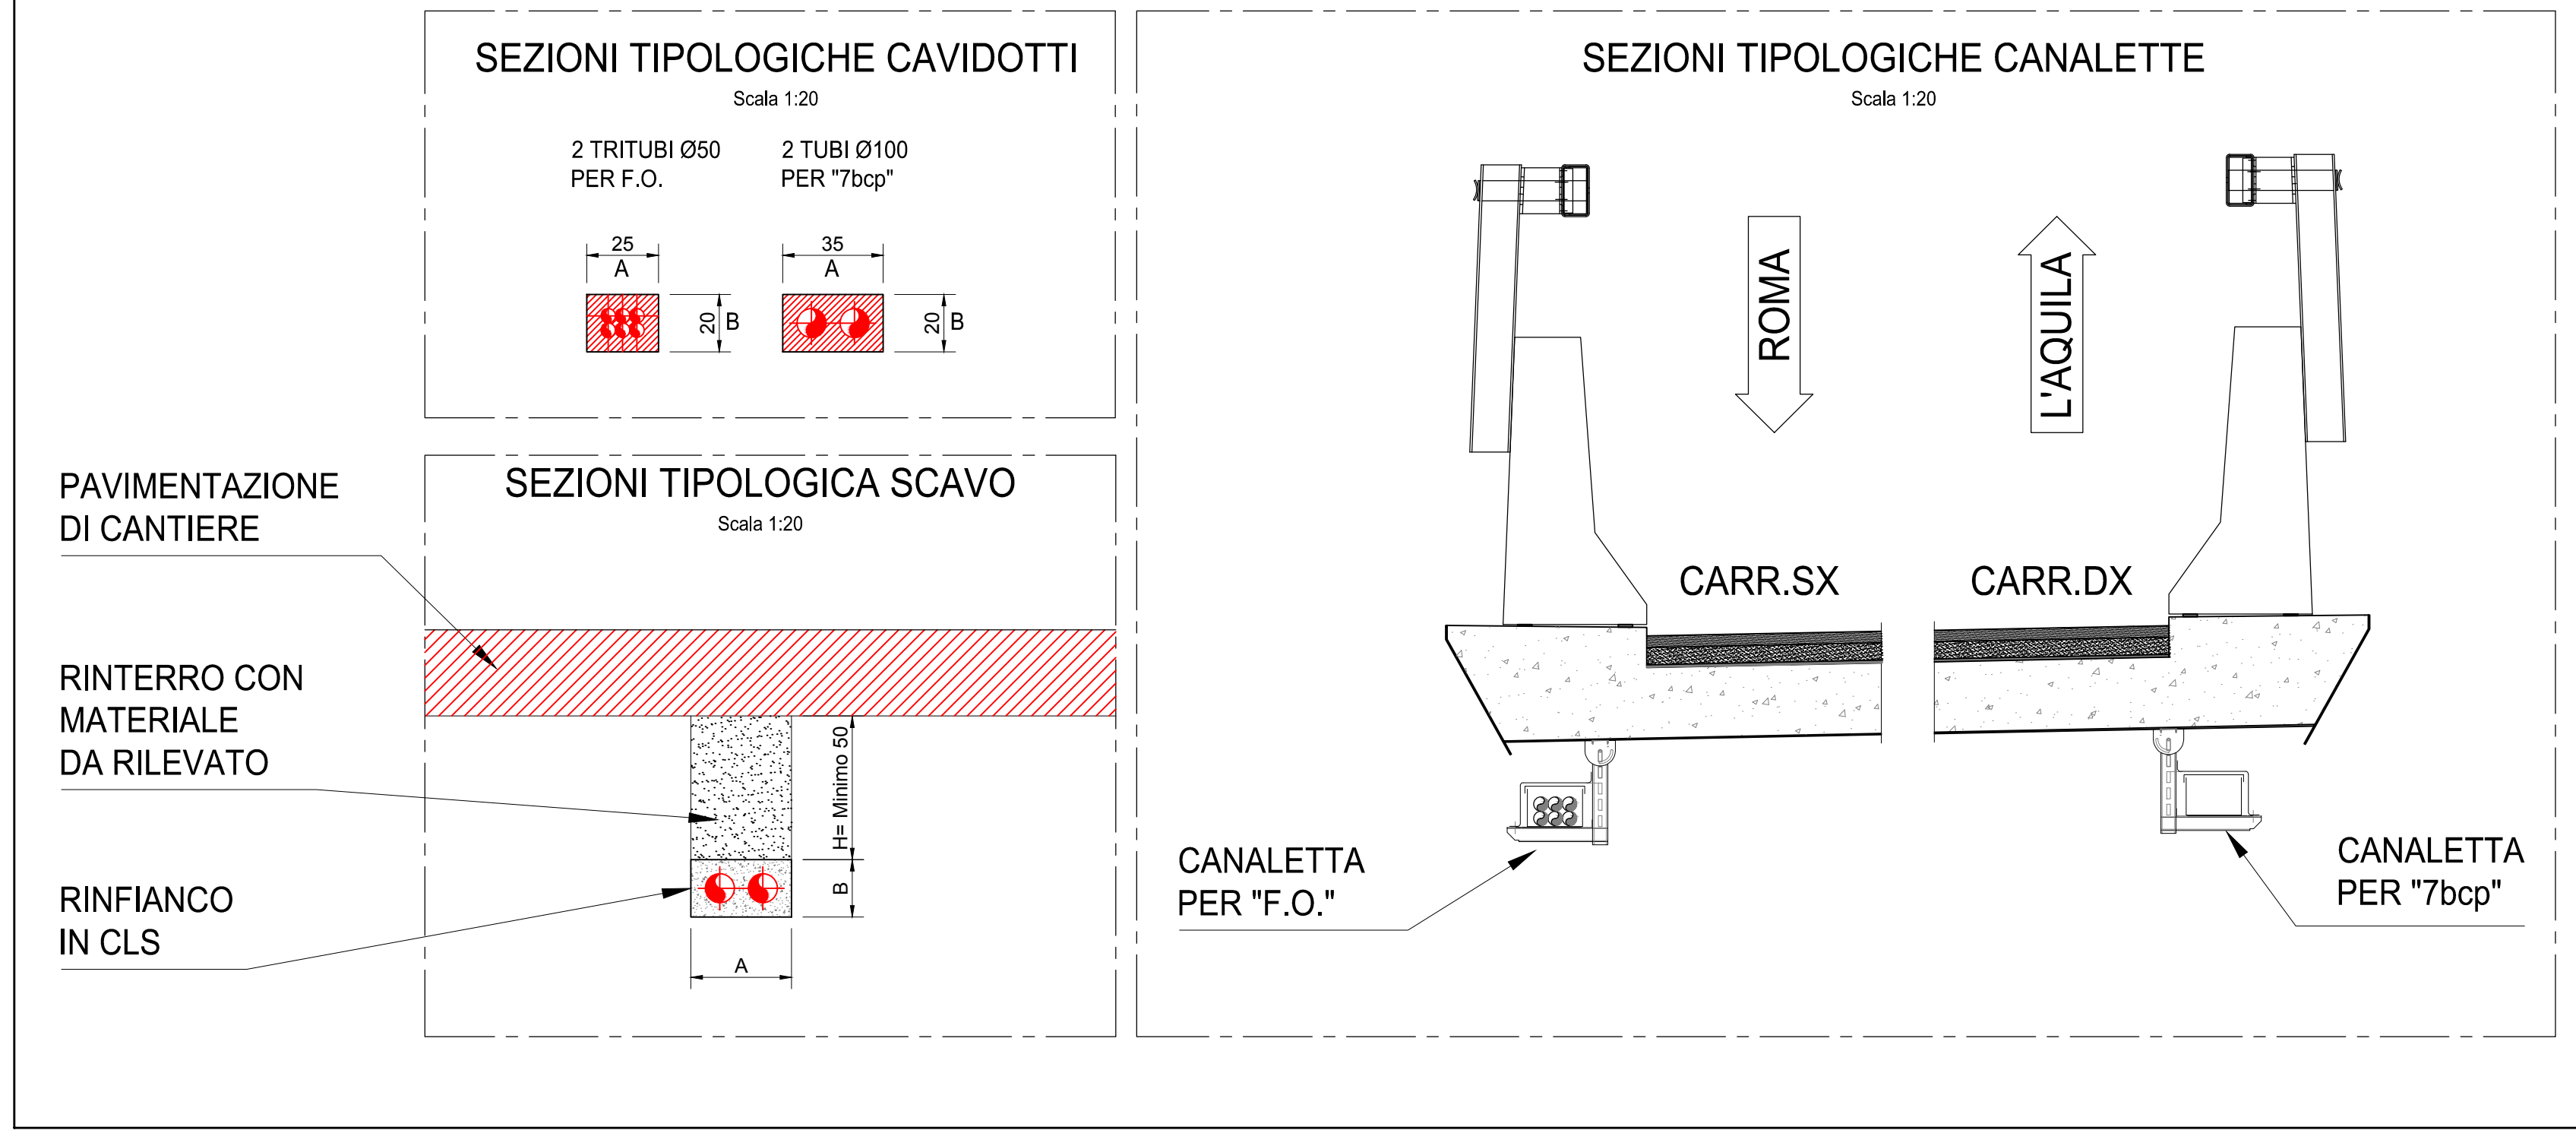 SEZIONI TIPOLOGICHE CAVIDOTTI
Scala 1:20
2 TRITUBI Ø50
PER F.O.
2 TUBI Ø100
PER "7bcp"
25
A
20
B
35
A
20
B
SEZIONI TIPOLOGICA SCAVO
Scala 1:20
PAVIMENTAZIONE
DI CANTIERE
RINTERRO CON
MATERIALE
DA RILEVATO
RINFIANCO
IN CLS
H= Minimo 50
B
A
SEZIONI TIPOLOGICHE CANALETTE
Scala 1:20
ROMA
L'AQUILA
CARR.SX
CARR.DX
CANALETTA
PER "F.O."
CANALETTA
PER "7bcp"